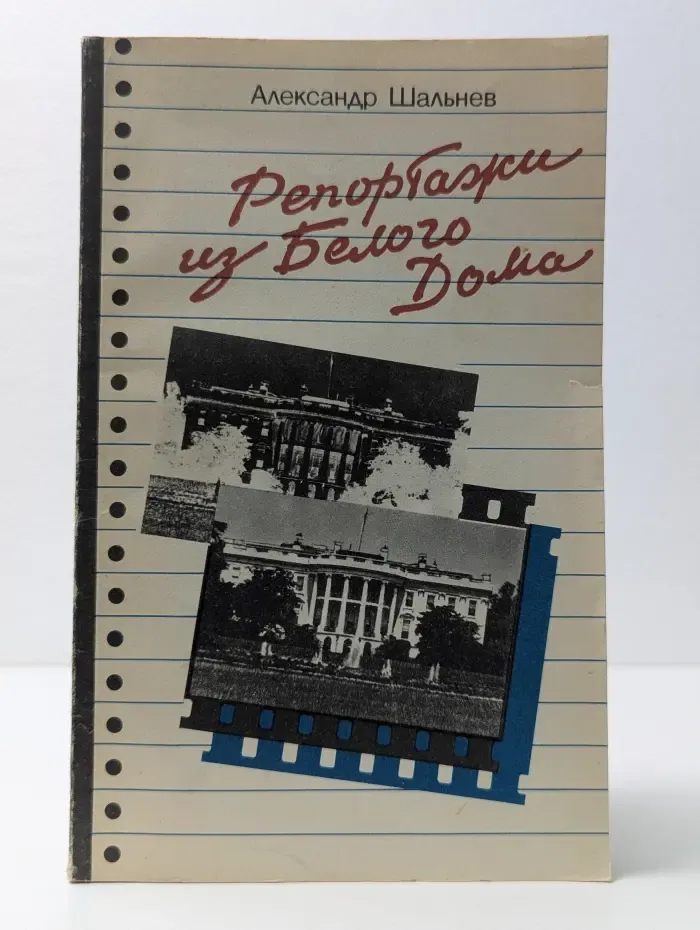 Александр Шальнев
Репортажи
из Белого
Дома